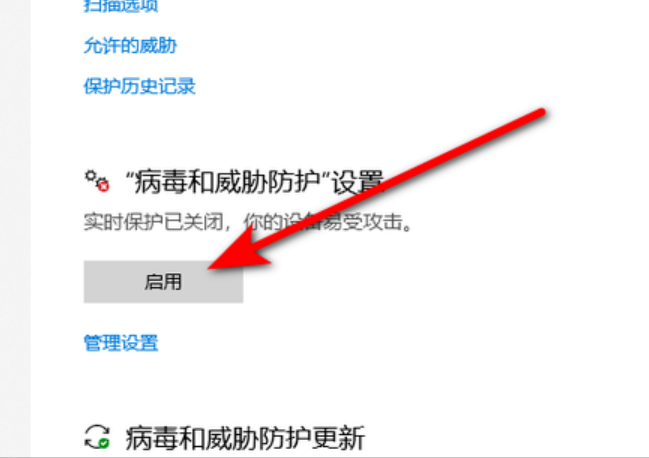 扫描选项
允许的威胁
保护历史记录
“病毒和威胁防护”设置
实时保护已关闭，你的设备易受攻击。
启用
管理设置
病毒和威胁防护更新